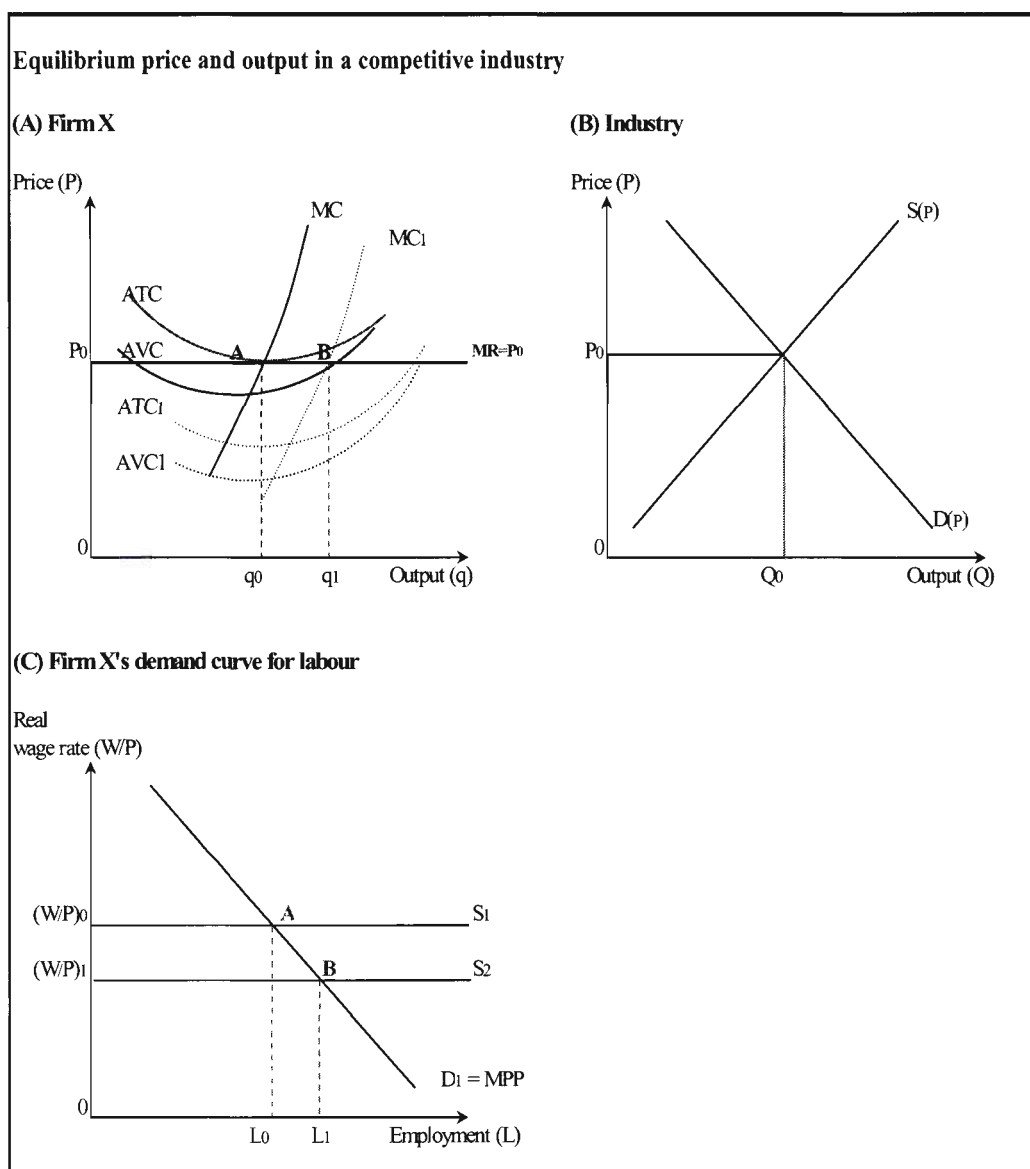 Equilibrium price and output in a competitive industry
(A) Firm X
(B) Industry
Price (P)
Price (P)
MC
S(P)
MC1
ATC
P0
AVC
A
B
MR=P0
P0
ATC1
AVC1
D(P)
0
0
q0
q1
Output (q)
Q0
Output (Q)
(C) Firm X's demand curve for labour
Real
wage rate (W/P)
(W/P)0
A
S1
(W/P)1
B
S2
D1 = MPP
0
L0
L1
Employment (L)